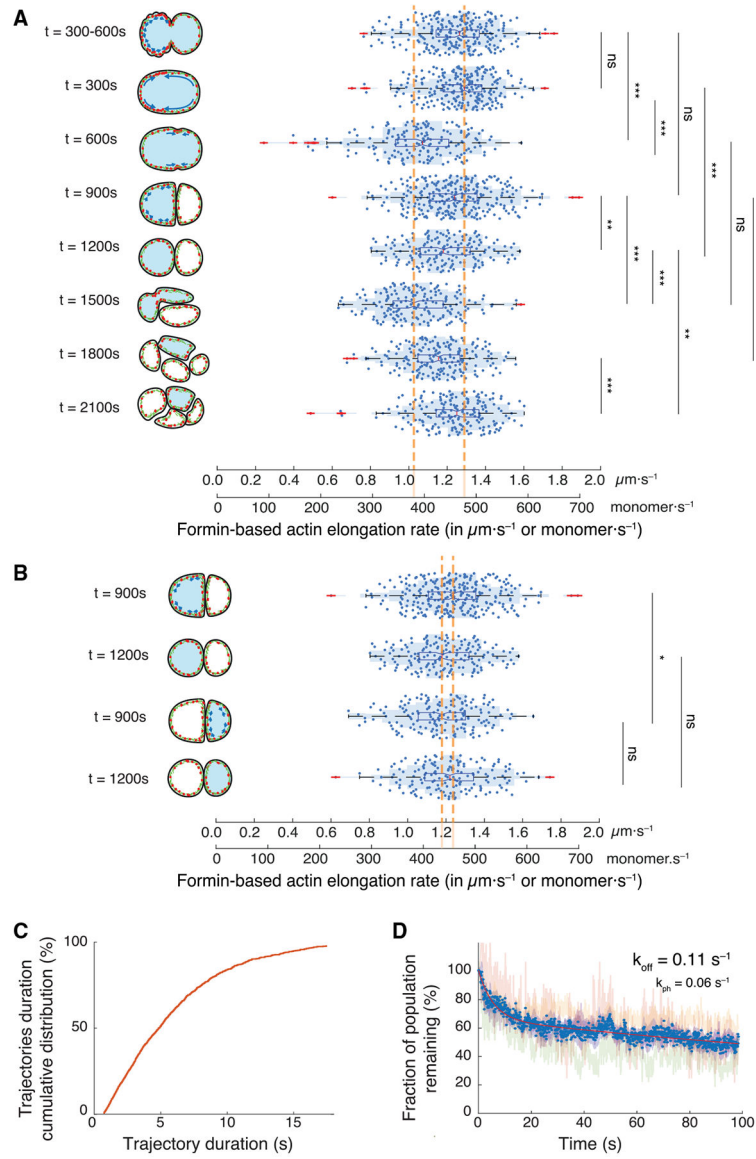 A
t = 300-600s
t = 300s
t = 600s
t = 900s
t = 1200s
t = 1500s
t = 1800s
t = 2100s
ns
***
***
ns
***
ns
ns
**
***
***
**
***
0.0 0.2 0.4 0.6 0.8 1.0 1.2 1.4 1.6 1.8 2.0 µm·s⁻¹
0 100 200 300 400 500 600 700 monomer·s⁻¹
Formin-based actin elongation rate (in µm·s⁻¹ or monomer·s⁻¹)
B
t = 900s
t = 1200s
t = 900s
t = 1200s
*
ns
ns
0.0 0.2 0.4 0.6 0.8 1.0 1.2 1.4 1.6 1.8 2.0 µm·s⁻¹
0 100 200 300 400 500 600 700 monomer.s⁻¹
Formin-based actin elongation rate (in µm·s⁻¹ or monomer·s⁻¹)
C
Trajectories duration
cumulative distribution (%)
100
50
0
0 5 10 15
Trajectory duration (s)
D
Fraction of population
remaining (%)
100
80
60
40
20
0
0 20 40 60 80 100
Time (s)
k_off = 0.11 s⁻¹
k_ph = 0.06 s⁻¹